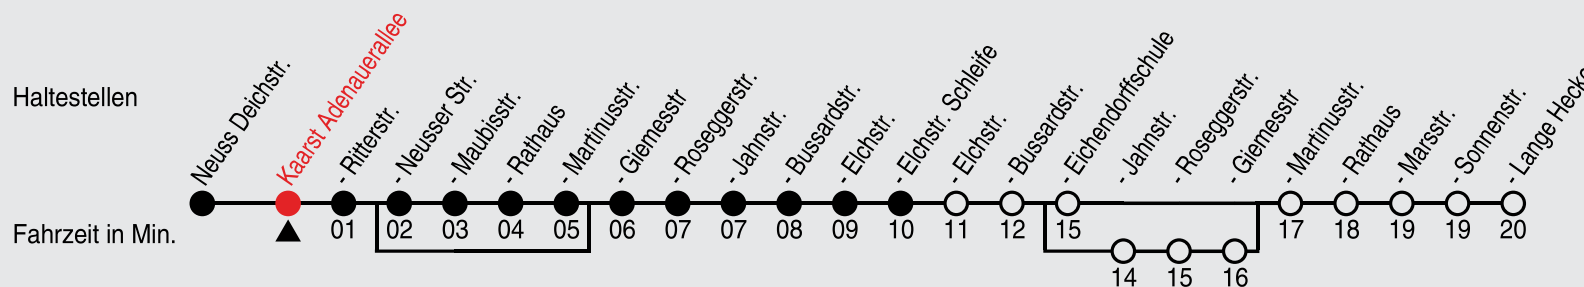 Haltestellen
Neuss Deichstr.
Kaarst Adenauerallee
- Ritterstr.
- Neusser Str.
- Maubisstr.
- Rathaus
- Martinusstr.
- Giemesstr
- Roseggerstr.
- Jahnstr.
- Bussardstr.
- Elchstr.
- Elchstr. Schleife
- Elchstr.
- Bussardstr.
- Eichendorffschule
- Jahnstr.
- Roseggerstr.
- Giemesstr
- Martinusstr.
- Rathaus
- Marsstr.
- Sonnenstr.
- Lange Hecke
Fahrzeit in Min.
01 02 03 04 05 06 07 07 08 09 10 11 12 15 17 18 19 19 20
14 15 16